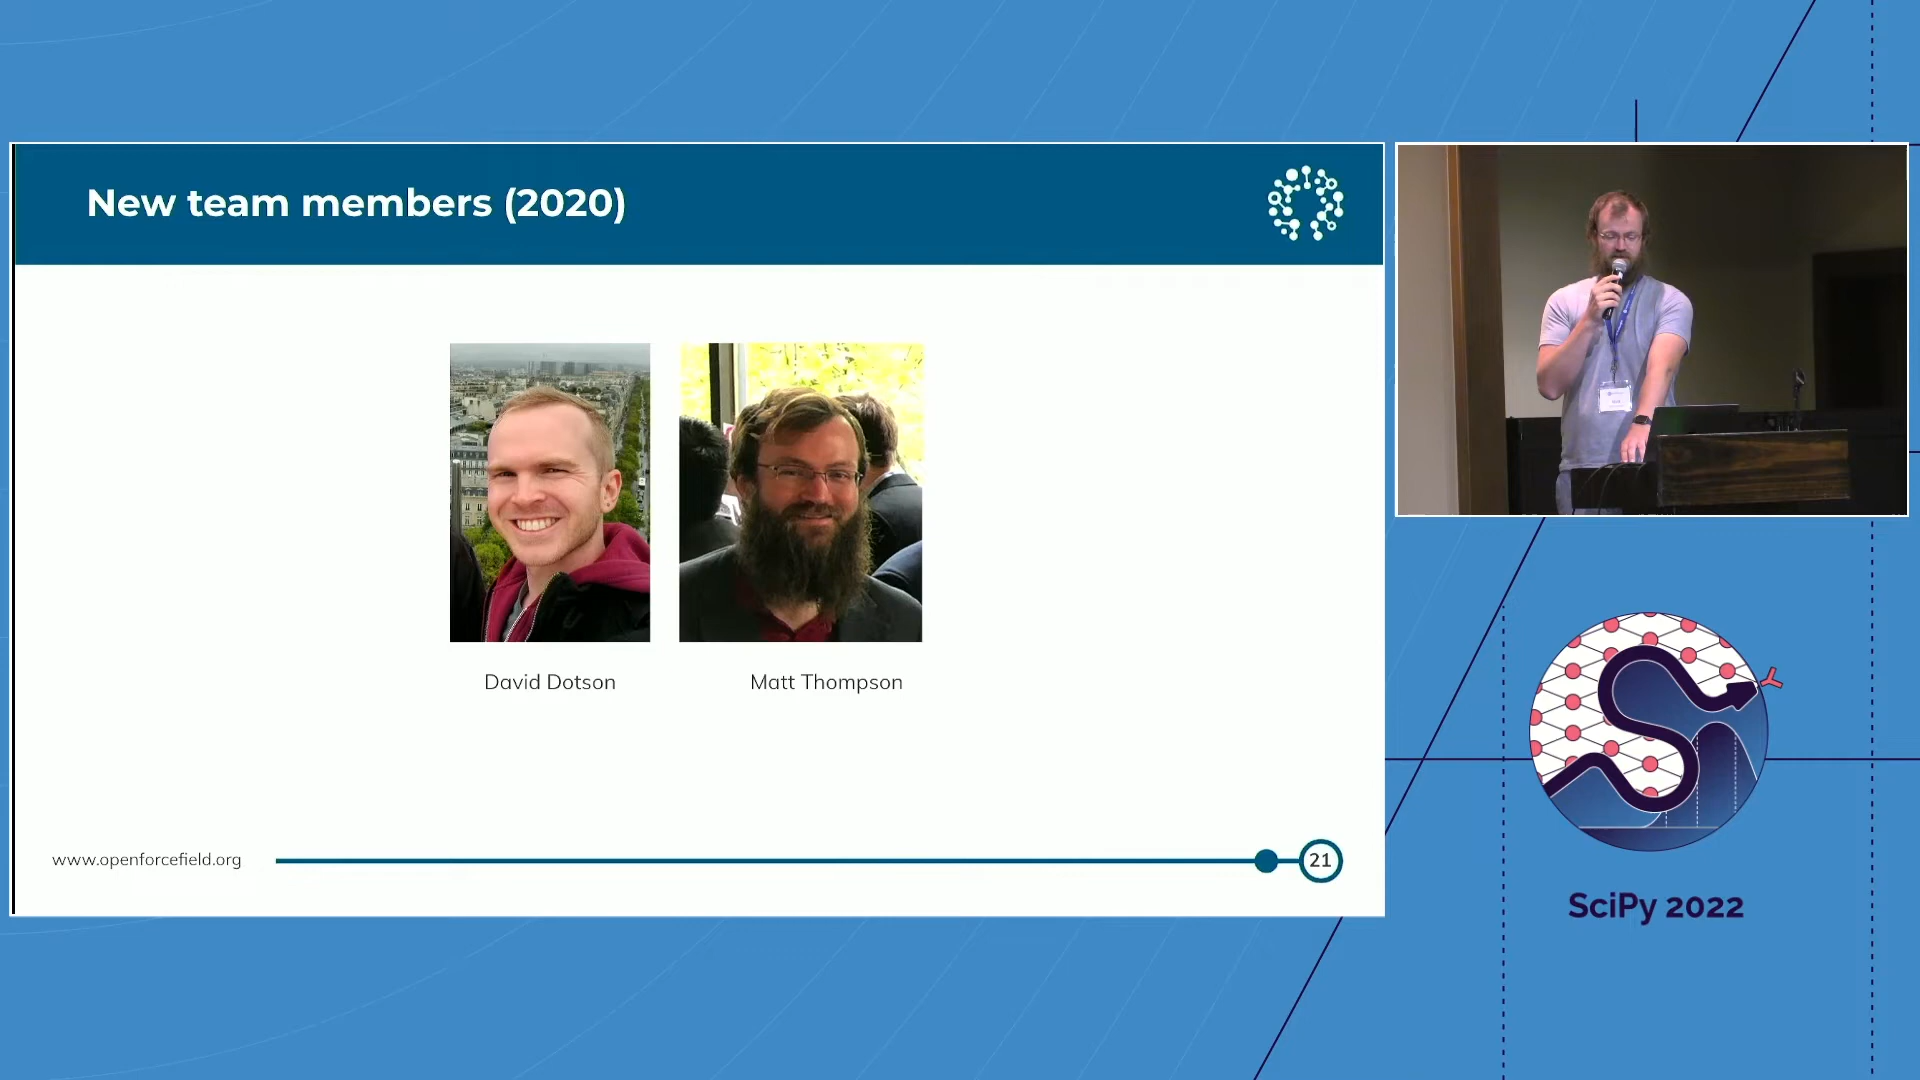 New team members (2020)
David Dotson
Matt Thompson
www.openforcefield.org
21
SciPy 2022